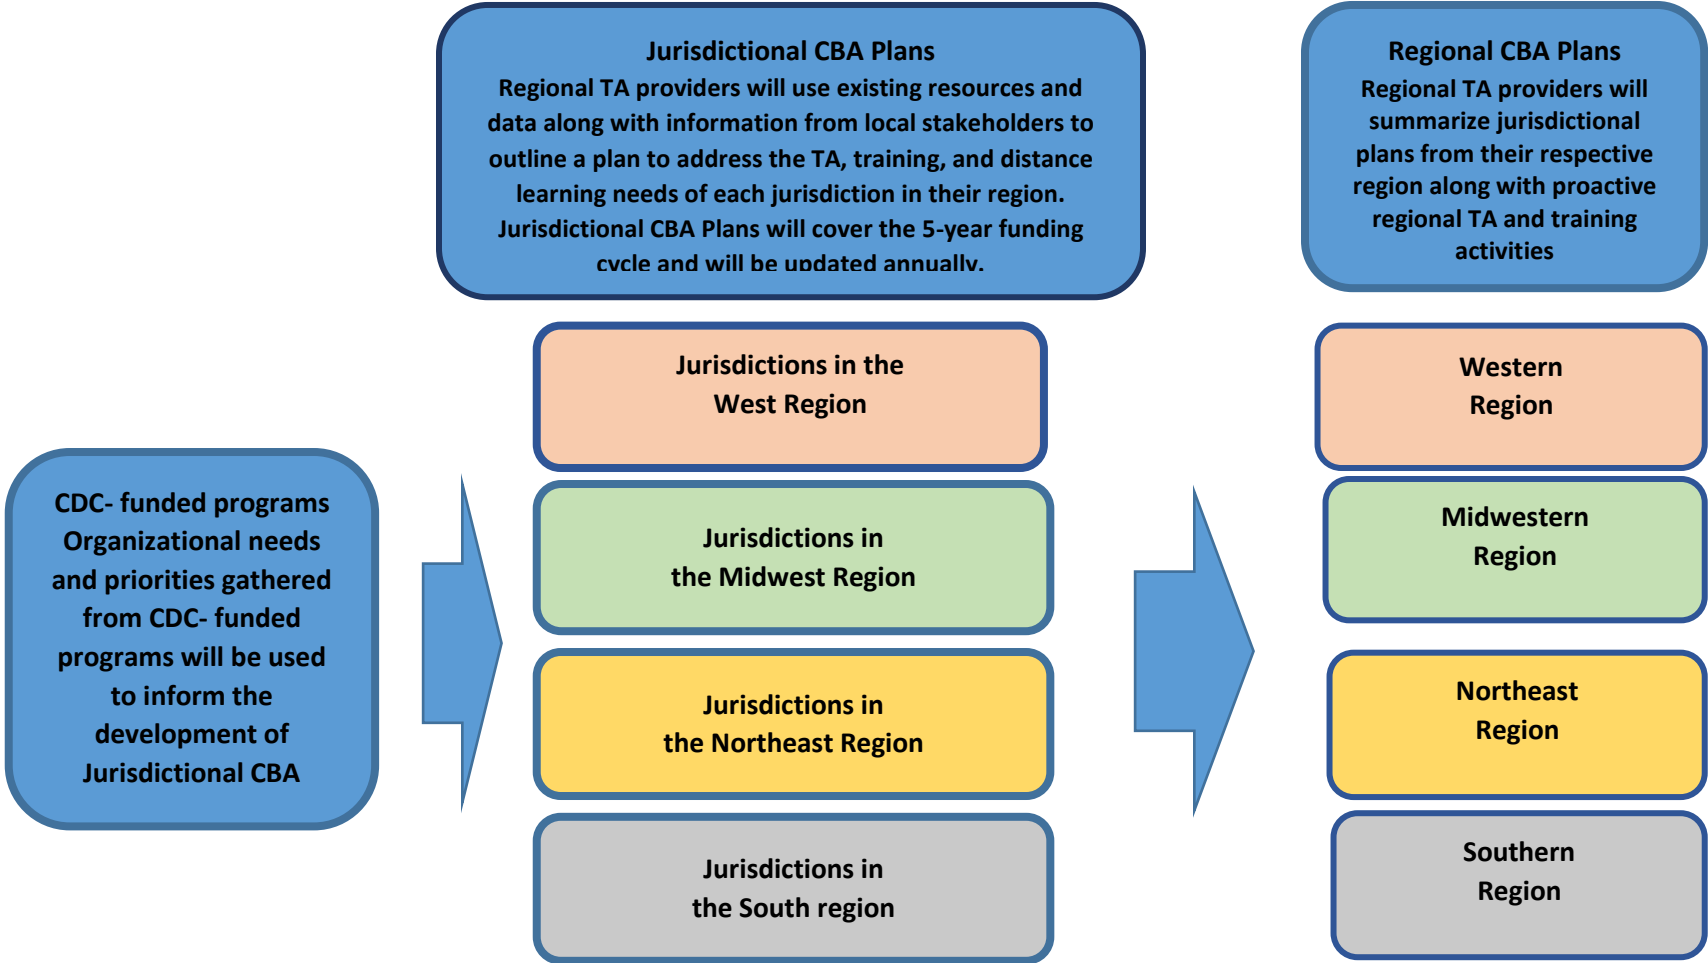 Jurisdictional CBA Plans
Regional TA providers will use existing resources and
data along with information from local stakeholders to
outline a plan to address the TA, training, and distance
learning needs of each jurisdiction in their region.
Jurisdictional CBA Plans will cover the 5-year funding
cycle and will be updated annually.
Regional CBA Plans
Regional TA providers will
summarize jurisdictional
plans from their respective
region along with proactive
regional TA and training
activities
CDC- funded programs
Organizational needs
and priorities gathered
from CDC- funded
programs will be used
to inform the
development of
Jurisdictional CBA
Jurisdictions in the
West Region
Jurisdictions in
the Midwest Region
Jurisdictions in
the Northeast Region
Jurisdictions in
the South region
Western
Region
Midwestern
Region
Northeast
Region
Southern
Region